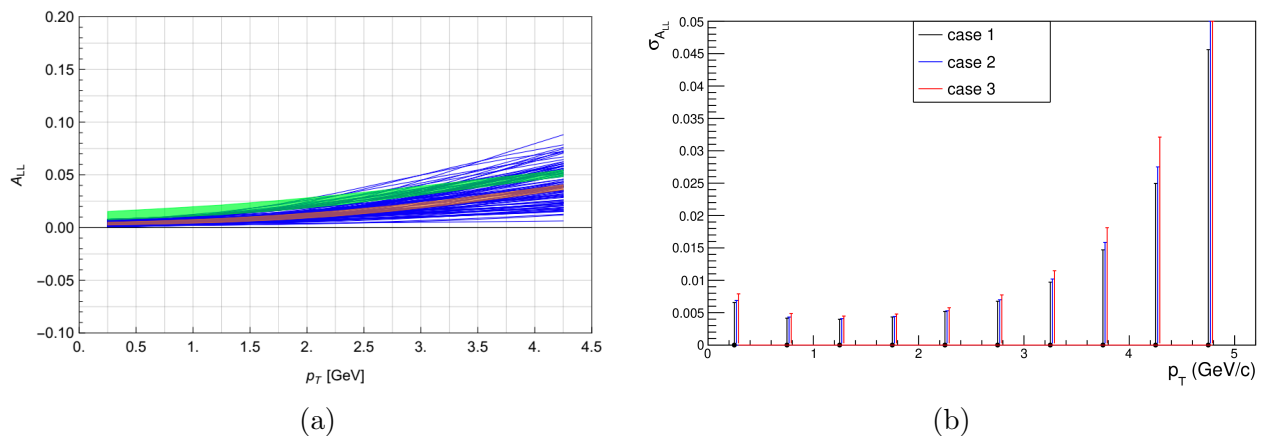 0.20
0.15
0.10
0.05
0.00
−0.05
−0.10
A_LL
0. 0.5 1. 1.5 2. 2.5 3. 3.5 4. 4.5
p_T [GeV]
(a)
σ_{A_LL}
0.05
0.045
0.04
0.035
0.03
0.025
0.02
0.015
0.01
0.005
0
case 1
case 2
case 3
0 1 2 3 4 5
p_T (GeV/c)
(b)